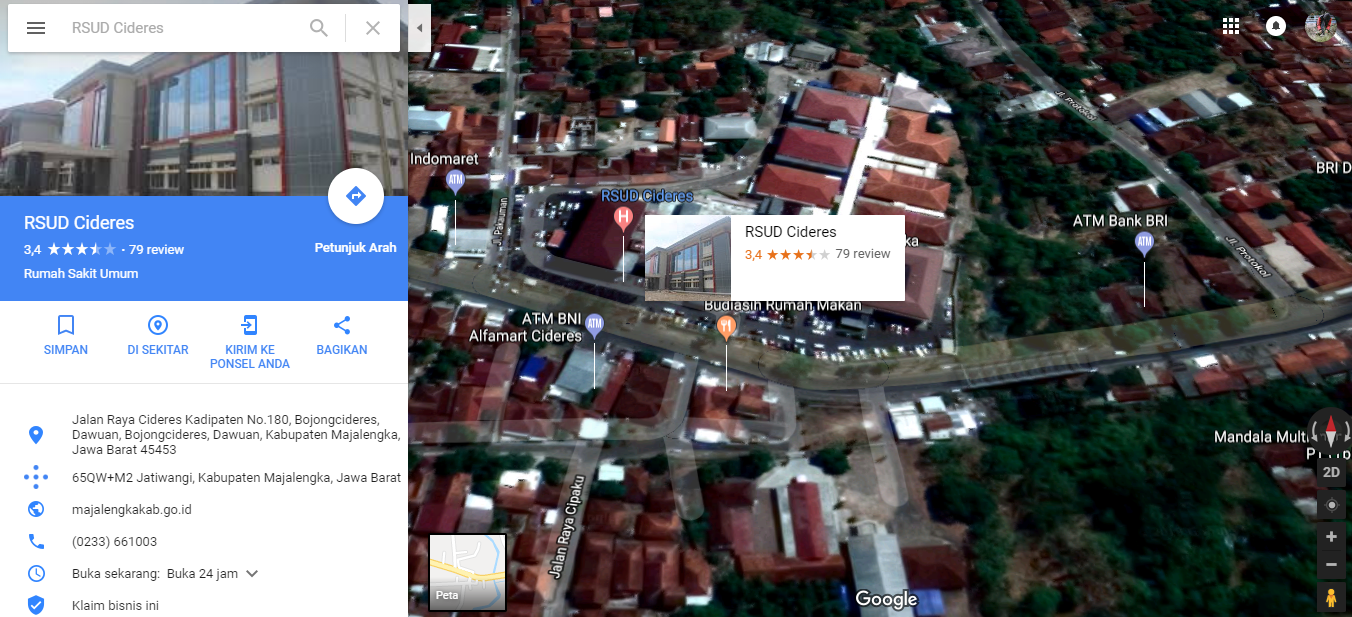 RSUD Cideres
RSUD Cideres
3,4
· 79 review
Petunjuk Arah
Rumah Sakit Umum
SIMPAN
DI SEKITAR
KIRIM KE
PONSEL ANDA
BAGIKAN
Jalan Raya Cideres Kadipaten No.180, Bojongcideres,
Dawuan, Bojongcideres, Dawuan, Kabupaten Majalengka,
Jawa Barat 45453
65QW+M2 Jatiwangi, Kabupaten Majalengka, Jawa Barat
majalengkakab.go.id
(0233) 661003
Buka sekarang: Buka 24 jam
Klaim bisnis ini
Indomaret
ATM
Jl. Pakauman
RSUD Cideres
H
RSUD Cideres
3,4
79 review
ka
Budiasih Rumah Makan
ATM BNI
ATM
Alfamart Cideres
Jl. Protokol
BRI D
ATM Bank BRI
ATM
Jl. Protokol
Mandala Multi
2D
Jalan Raya Cipaku
Peta
Google